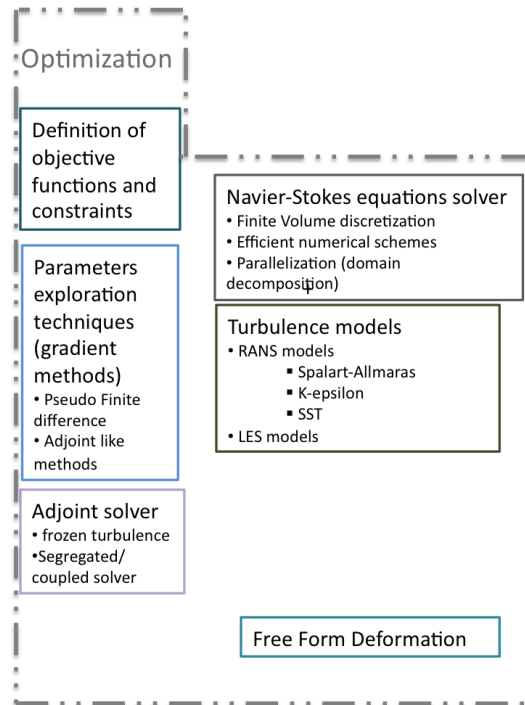 Optimization
Definition of
objective
functions and
constraints
Parameters
exploration
techniques
(gradient
methods)
• Pseudo Finite
difference
• Adjoint like
methods
Adjoint solver
• frozen turbulence
•Segregated/
coupled solver
Navier-Stokes equations solver
• Finite Volume discretization
• Efficient numerical schemes
• Parallelization (domain
decomposition)
+
Turbulence models
• RANS models
▪ Spalart-Allmaras
▪ K-epsilon
▪ SST
• LES models
Free Form Deformation